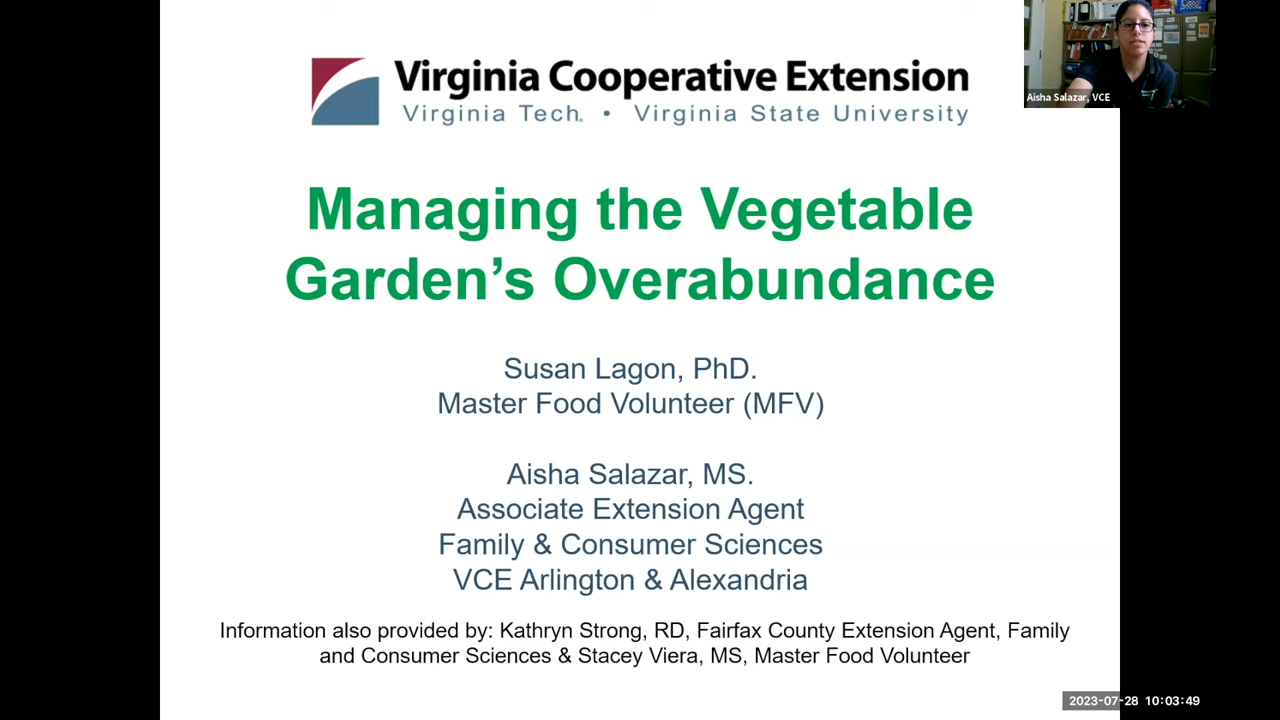 Virginia Cooperative Extension
Virginia Tech. • Virginia State University
Aisha Salazar, VCE
Managing the Vegetable
Garden's Overabundance
Susan Lagon, PhD.
Master Food Volunteer (MFV)
Aisha Salazar, MS.
Associate Extension Agent
Family & Consumer Sciences
VCE Arlington & Alexandria
Information also provided by: Kathryn Strong, RD, Fairfax County Extension Agent, Family
and Consumer Sciences & Stacey Viera, MS, Master Food Volunteer
2023-07-28 10:03:49